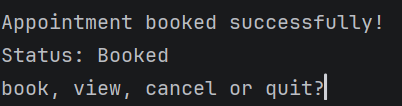 Appointment booked successfully!
Status: Booked
book, view, cancel or quit?